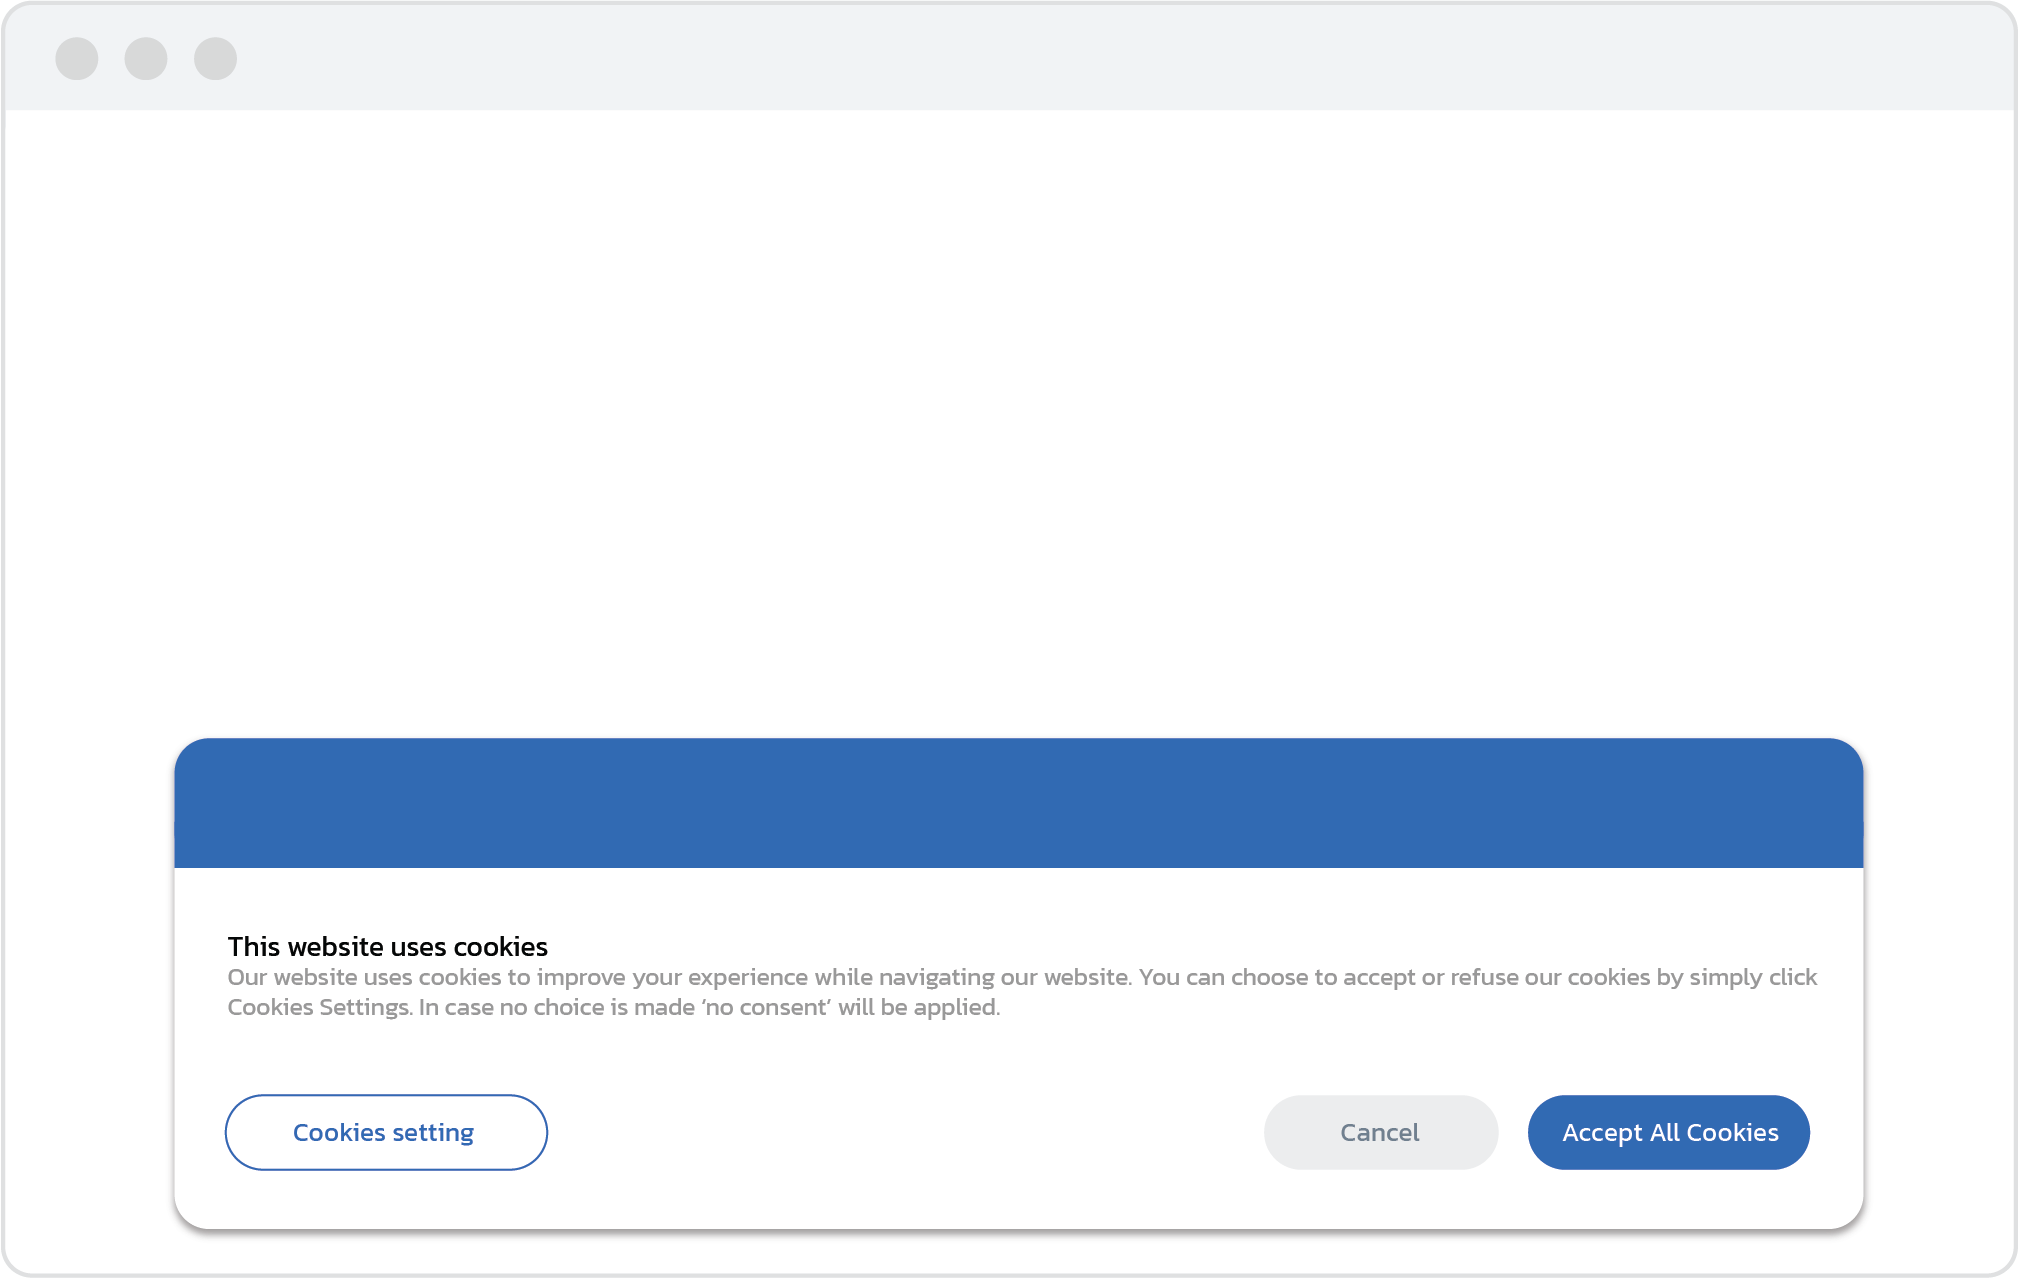 This website uses cookies
Our website uses cookies to improve your experience while navigating our website. You can choose to accept or refuse our cookies by simply click
Cookies Settings. In case no choice is made ‘no consent’ will be applied.
Cookies setting
Cancel
Accept All Cookies